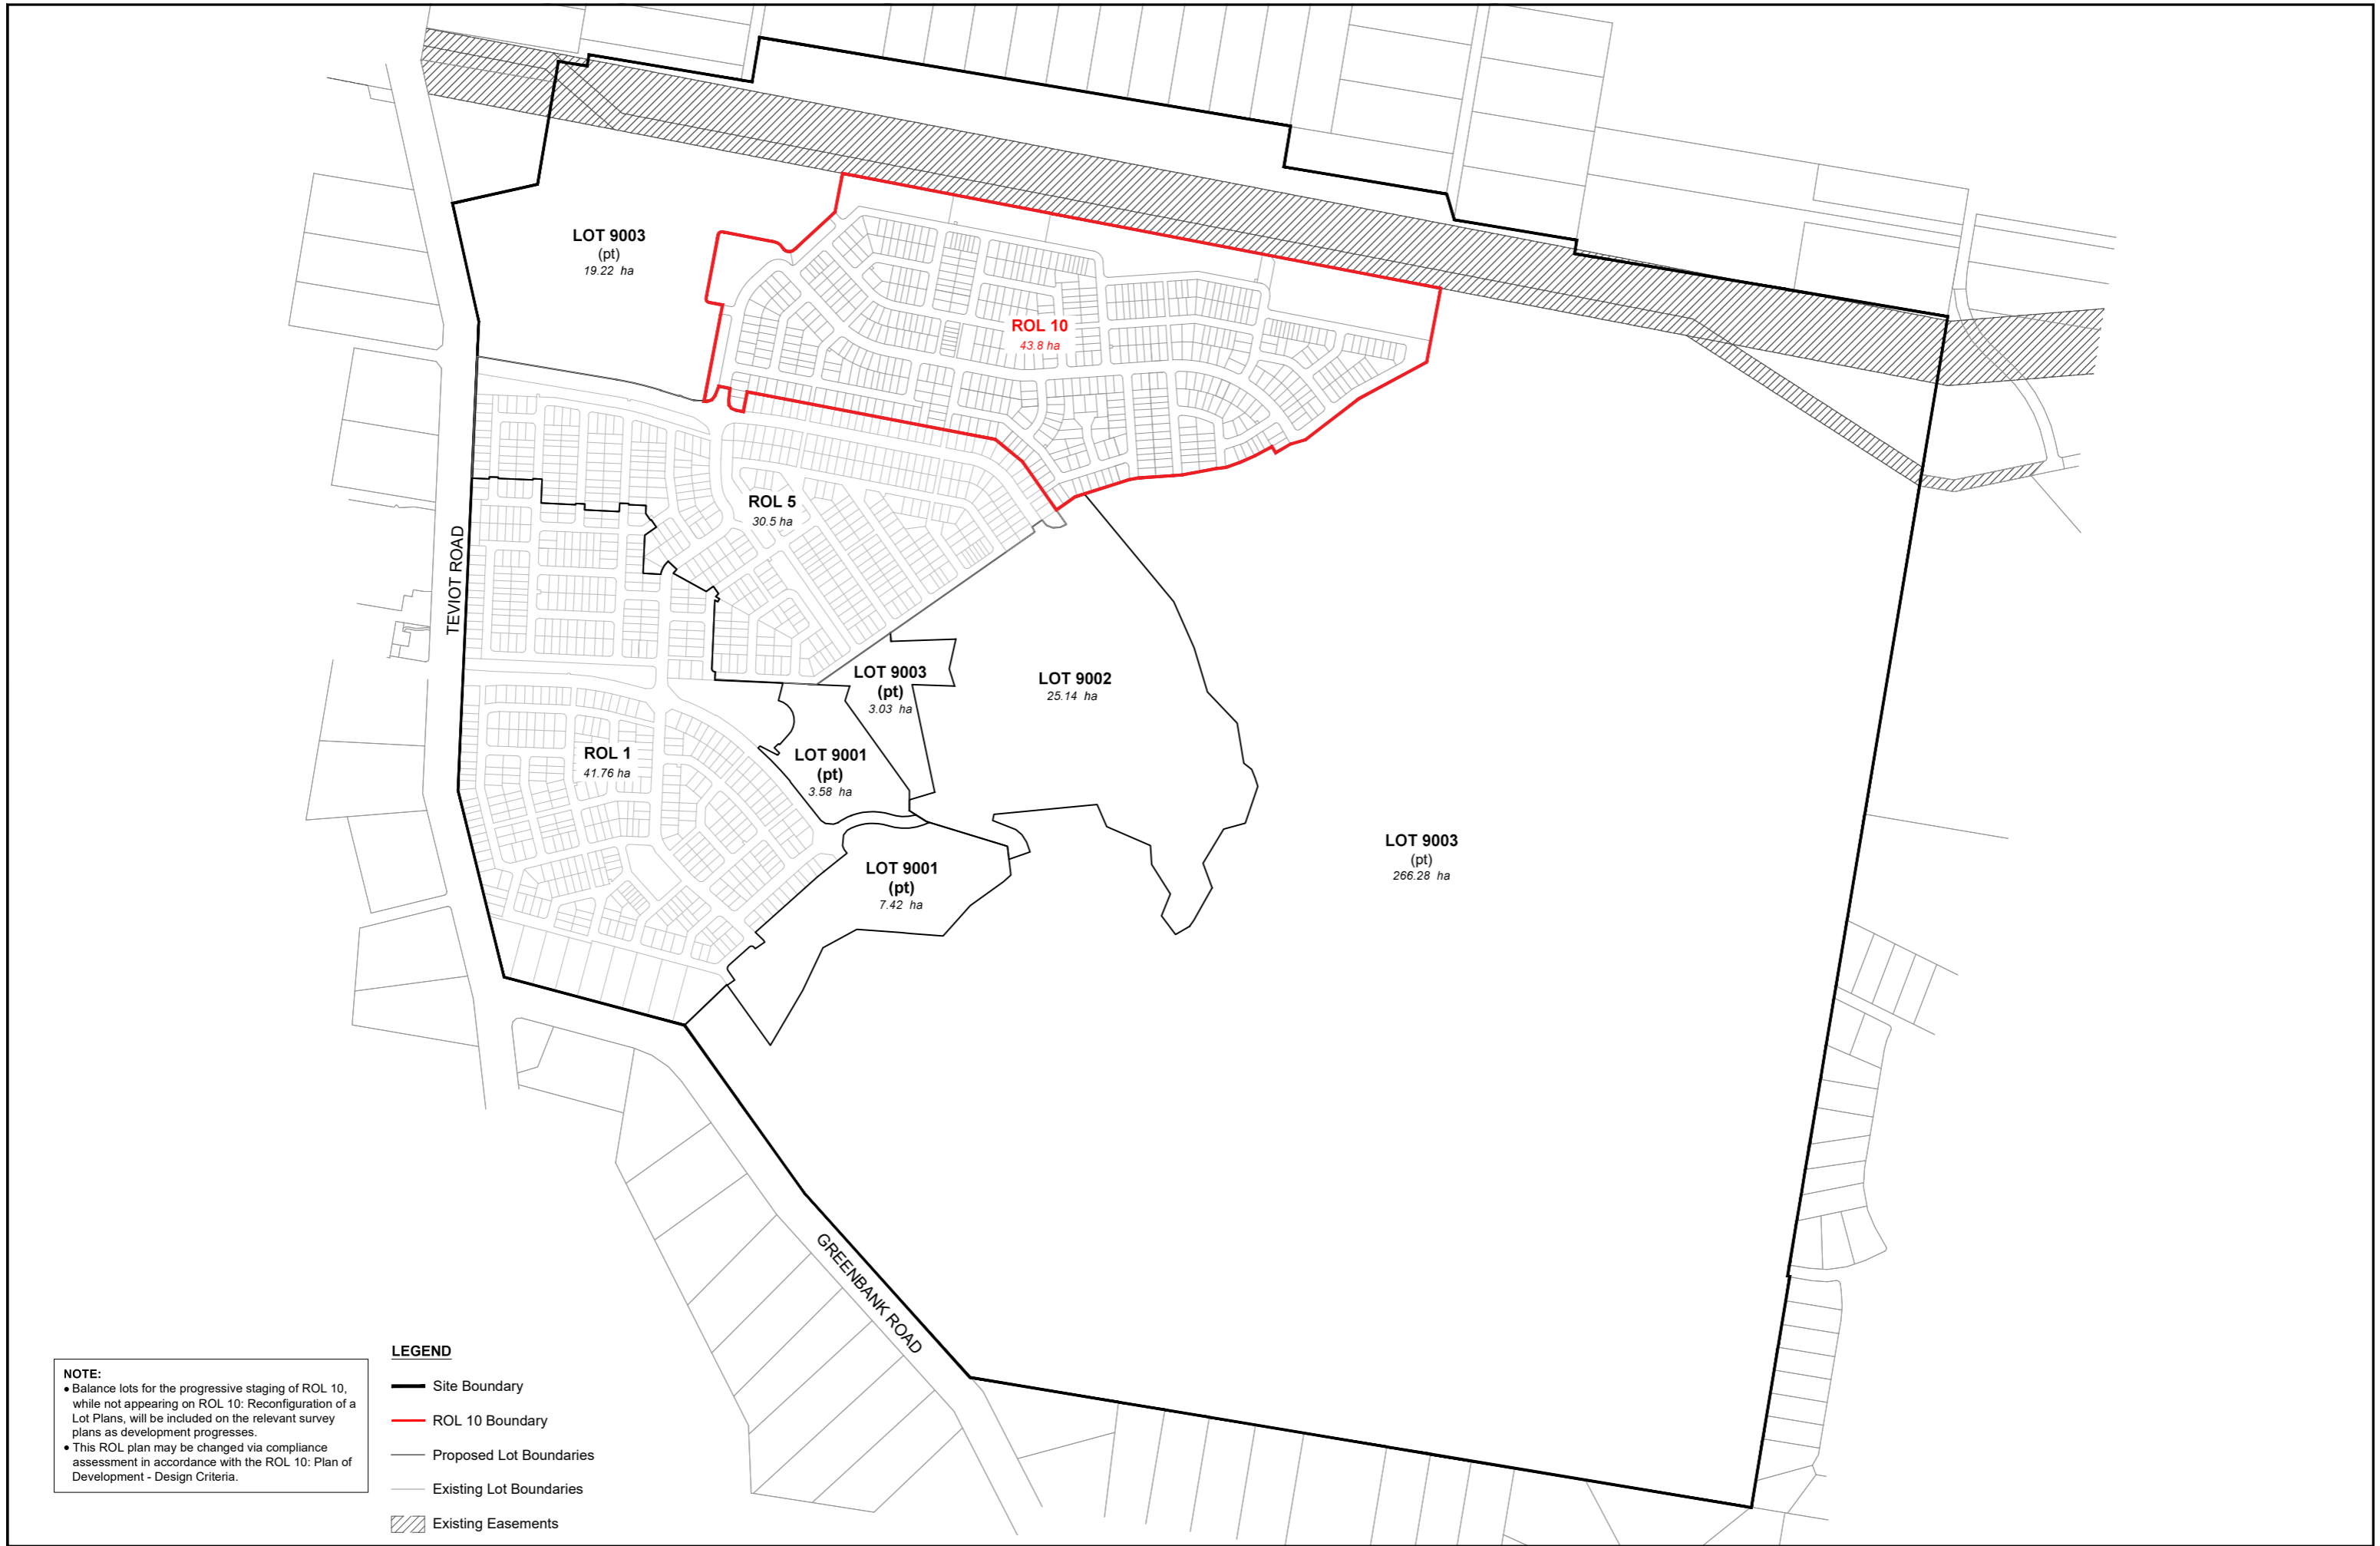 LOT 9003
(pt)
19.22 ha
ROL 10
43.8 ha
ROL 5
30.5 ha
TEVIOT ROAD
LOT 9003
(pt)
3.03 ha
LOT 9002
25.14 ha
ROL 1
41.76 ha
LOT 9001
(pt)
3.58 ha
LOT 9001
(pt)
7.42 ha
LOT 9003
(pt)
266.28 ha
GREENBANK ROAD
NOTE:
• Balance lots for the progressive staging of ROL 10,
while not appearing on ROL 10: Reconfiguration of a
Lot Plans, will be included on the relevant survey
plans as development progresses.
• This ROL plan may be changed via compliance
assessment in accordance with the ROL 10: Plan of
Development - Design Criteria.
LEGEND
Site Boundary
ROL 10 Boundary
Proposed Lot Boundaries
Existing Lot Boundaries
Existing Easements